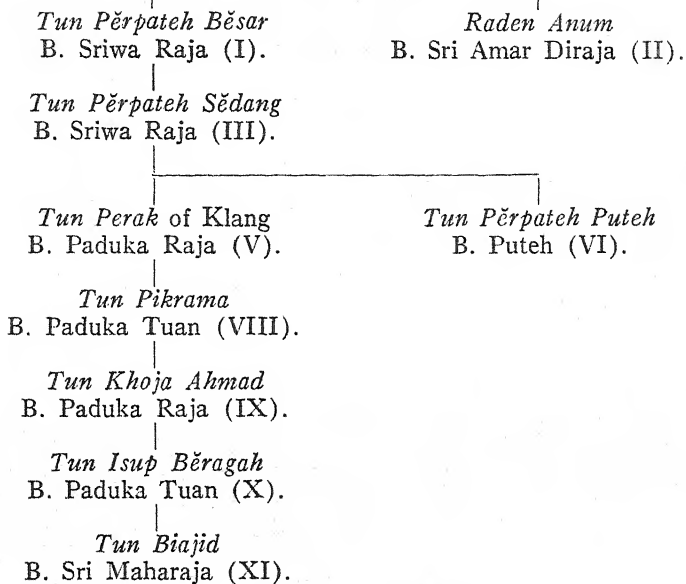 Tun Pĕrpateh Bĕsar
B. Sriwa Raja (I).
Raden Anum
B. Sri Amar Diraja (II).
Tun Pĕrpateh Sĕdang
B. Sriwa Raja (III).
Tun Perak of Klang
B. Paduka Raja (V).
Tun Pĕrpateh Puteh
B. Puteh (VI).
Tun Pikrama
B. Paduka Tuan (VIII).
Tun Khoja Ahmad
B. Paduka Raja (IX).
Tun Isup Bĕragah
B. Paduka Tuan (X).
Tun Biajid
B. Sri Maharaja (XI).